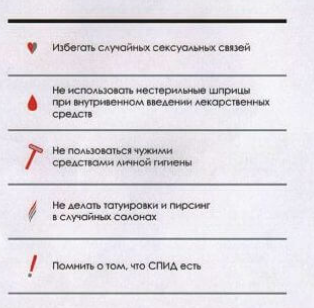 Избегать случайных сексуальных связей
Не использовать нестерильные шприцы
при внутривенном введении лекарственных
средств
Не пользоваться чужими
средствами личной гигиены
Не делать татуировки и пирсинг
в случайных салонах
Помнить о том, что СПИД есть